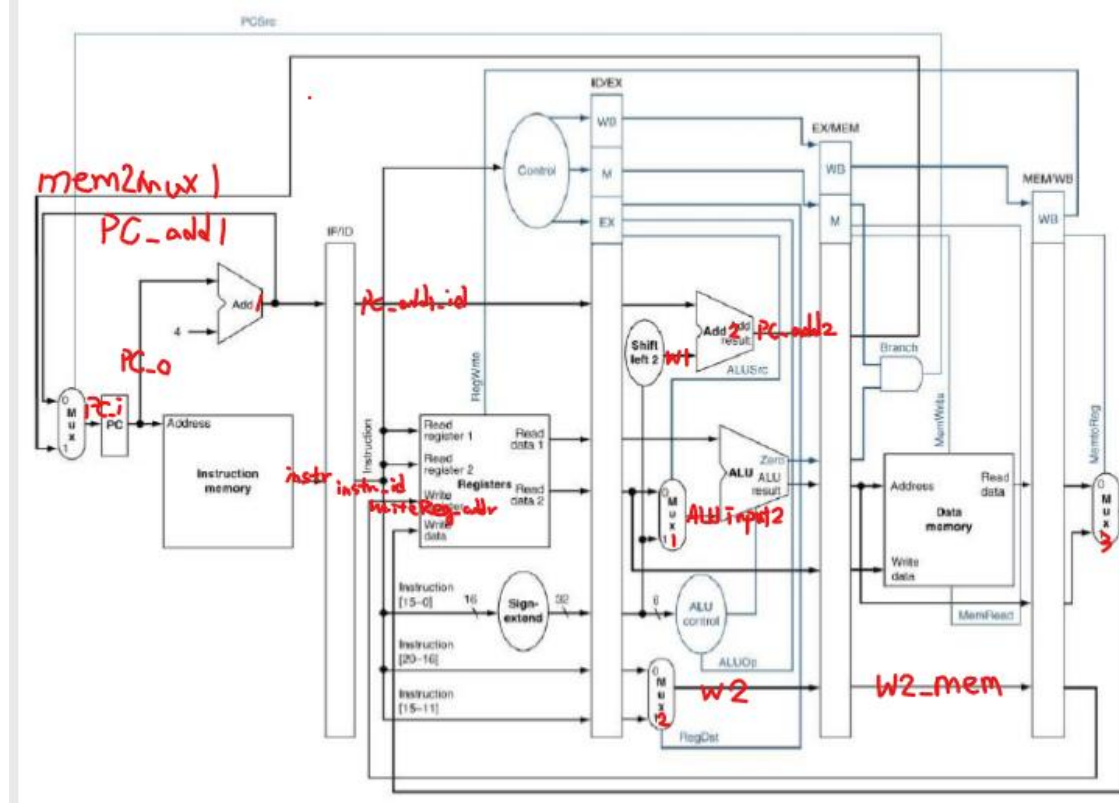 PCSrc
ID/EX
WB
EX/MEM
Control
M
WB
MEM/WB
mem2mux1
EX
M
WB
PC_add1
IF/ID
Add 1
PC_add1_id
4
Add 2 Add
result
PC_add2
Shift
left 2
w1
Branch
PC_o
RegWrite
ALUSrc
MemWrite
MemtoReg
0
M
u
x
1
PC_i
PC
Address
Instruction
memory
instr
instr_id
Instruction
Read
register 1
Read
register 2
Registers
Write
writeReg_addr
Write
data
Read
data 1
Read
data 2
0
M
u
x
1
1
ALUinput2
Zero
ALU ALU
result
Address
Read
data
Data
memory
Write
data
0
M
u
x
3
Instruction
[15–0]
16
Sign-
extend
32
6
ALU
control
MemRead
Instruction
[20–16]
ALUOp
0
M
u
x
2
w2
w2_mem
Instruction
[15–11]
RegDst